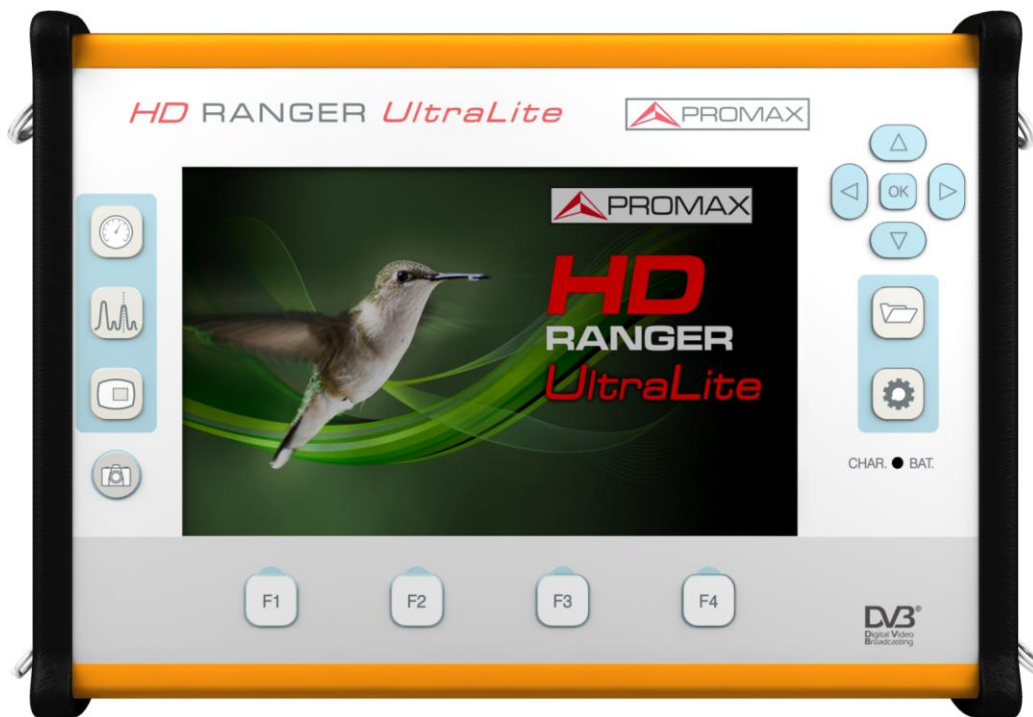 HD RANGER UltraLite
PROMAX
PROMAX
HD
RANGER
UltraLite
OK
CHAR. BAT.
F1
F2
F3
F4
DVB®
Digital Video
Broadcasting